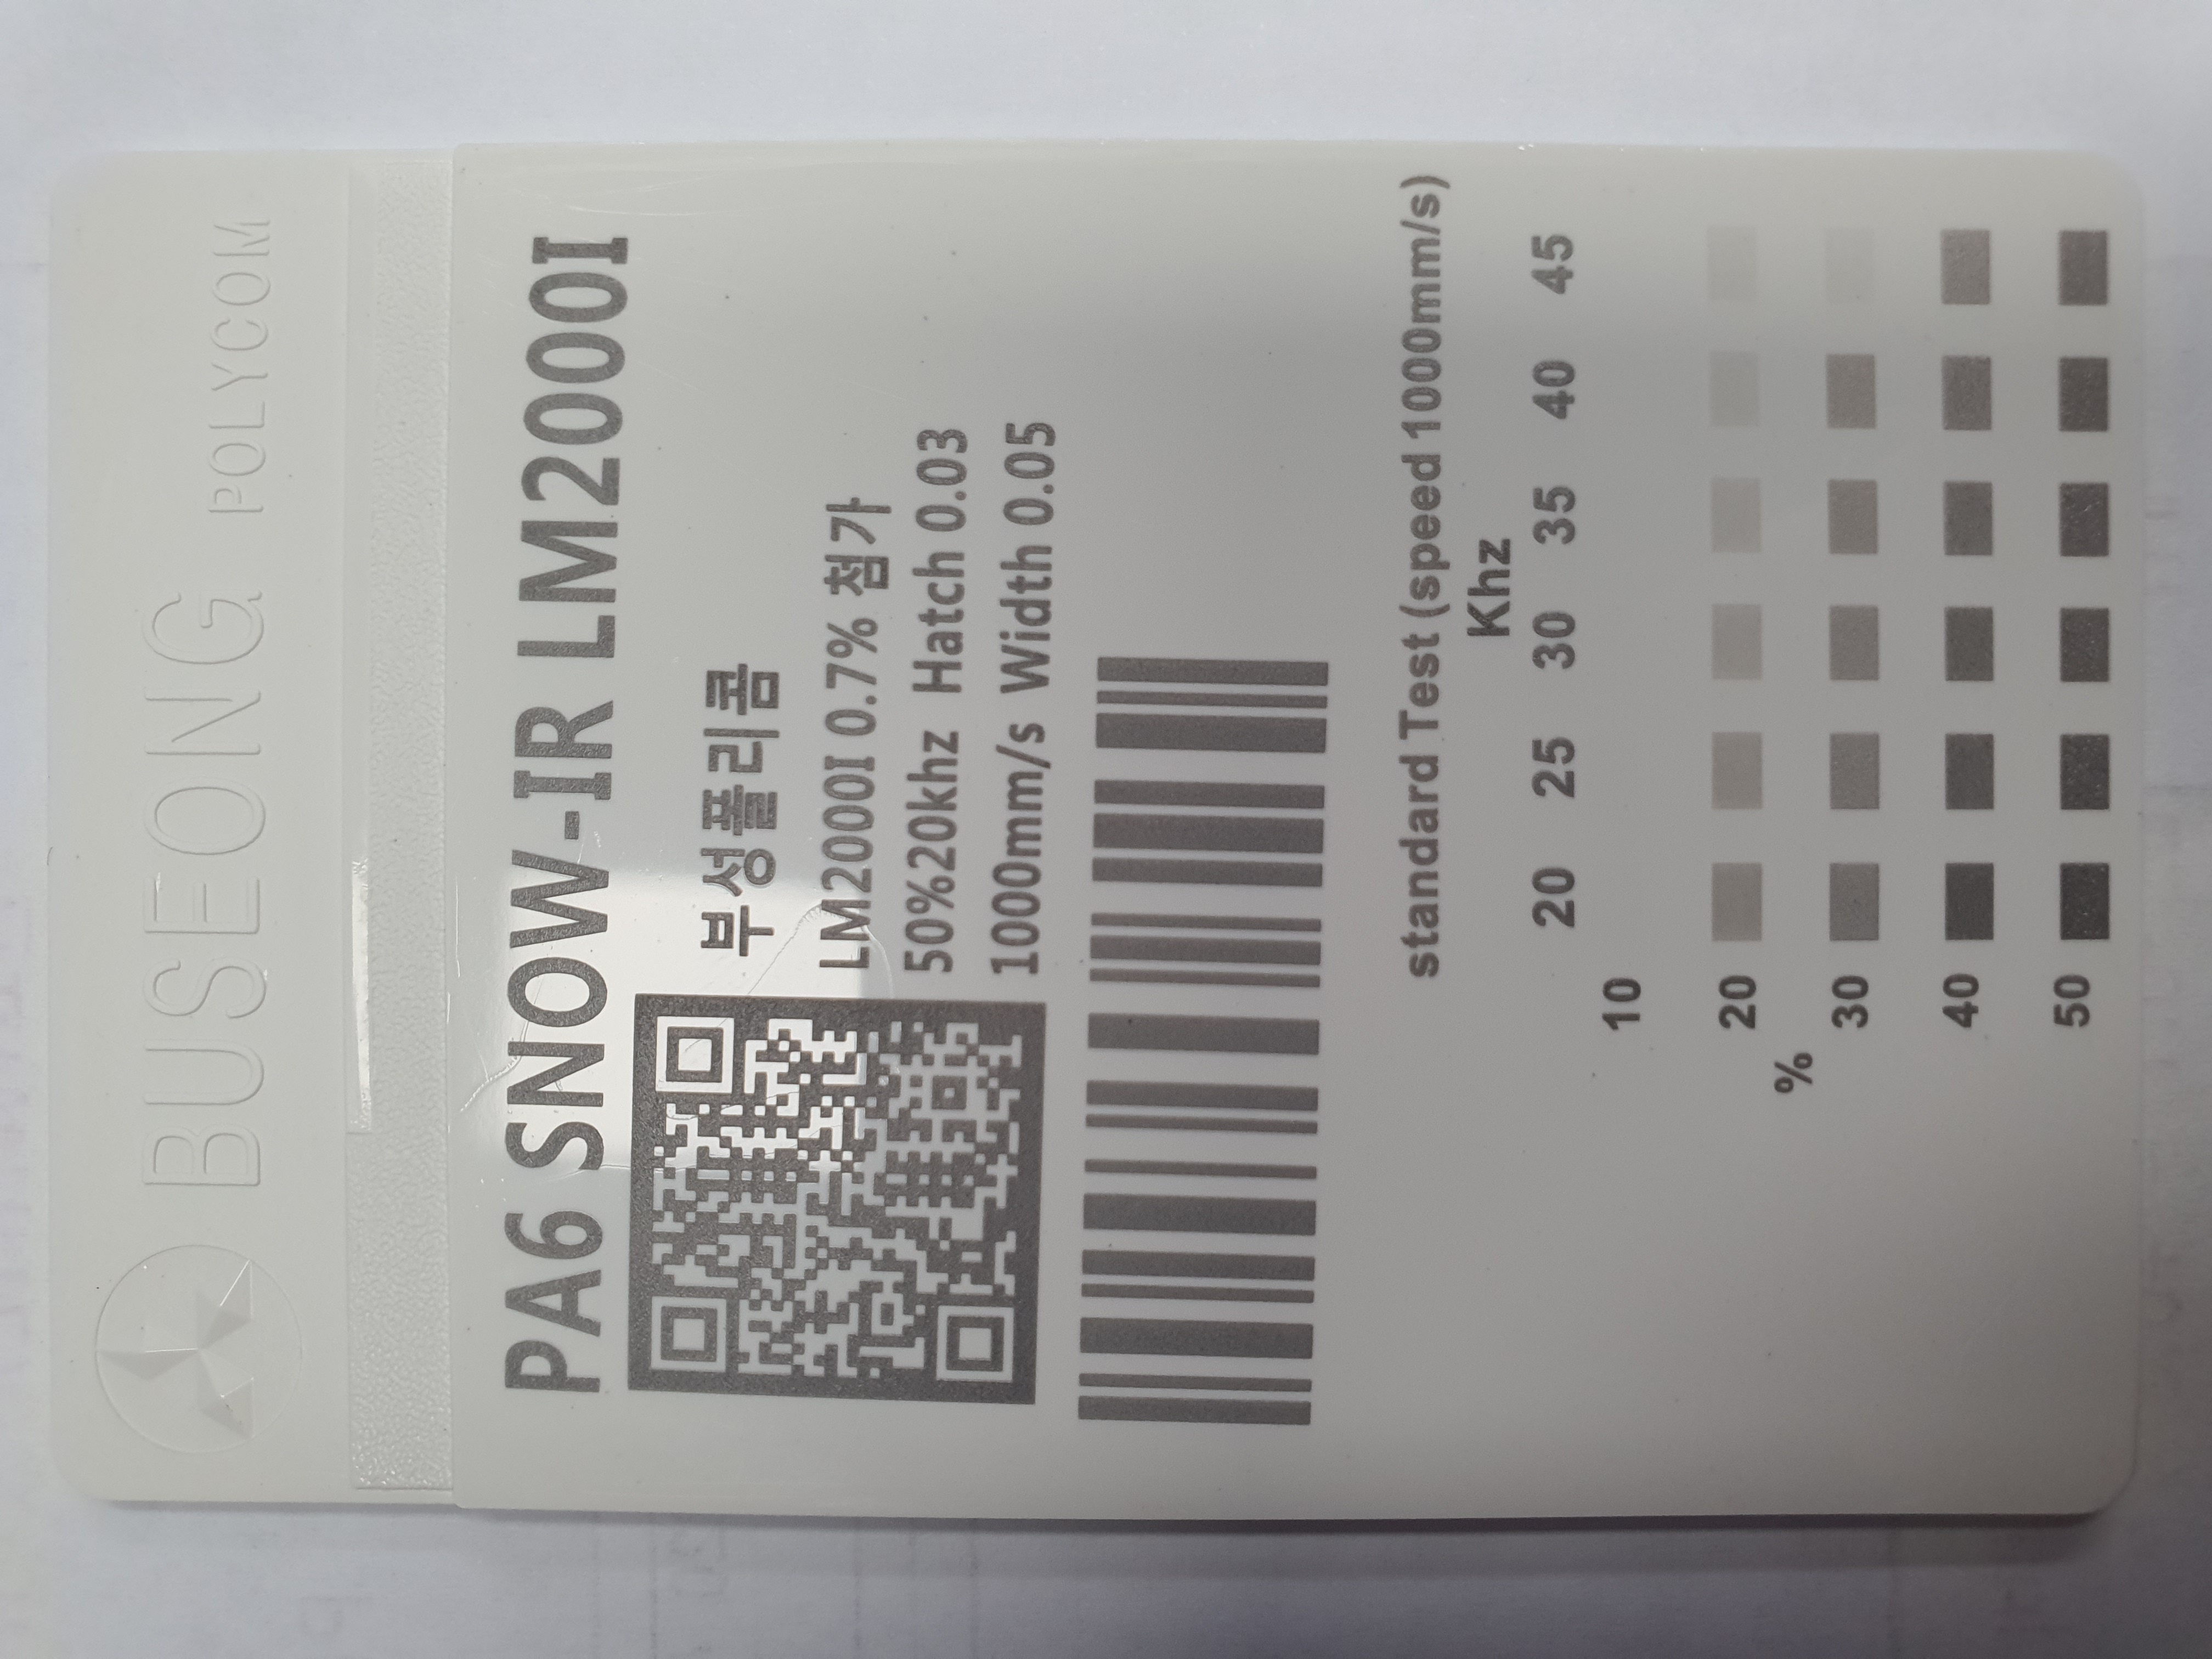 BUSEONG POLYCOM
PA6 SNOW-IR LM2000I
부성폴리콤
LM2000I 0.7% 첨가
50%20khz Hatch 0.03
1000mm/s Width 0.05
standard Test (speed 1000mm/s)
Khz
20 25 30 35 40 45
10
20
%
30
40
50